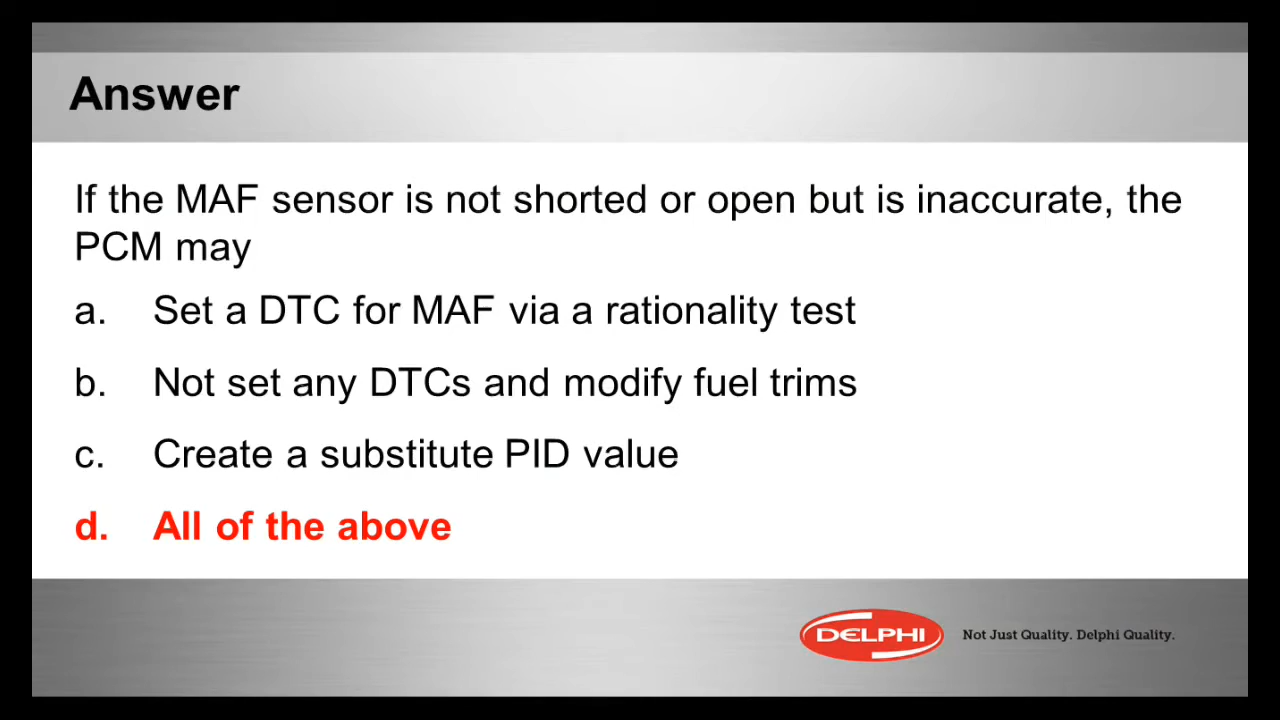 Answer
If the MAF sensor is not shorted or open but is inaccurate, the
PCM may
a. Set a DTC for MAF via a rationality test
b. Not set any DTCs and modify fuel trims
c. Create a substitute PID value
d. All of the above
DELPHI Not Just Quality. Delphi Quality.